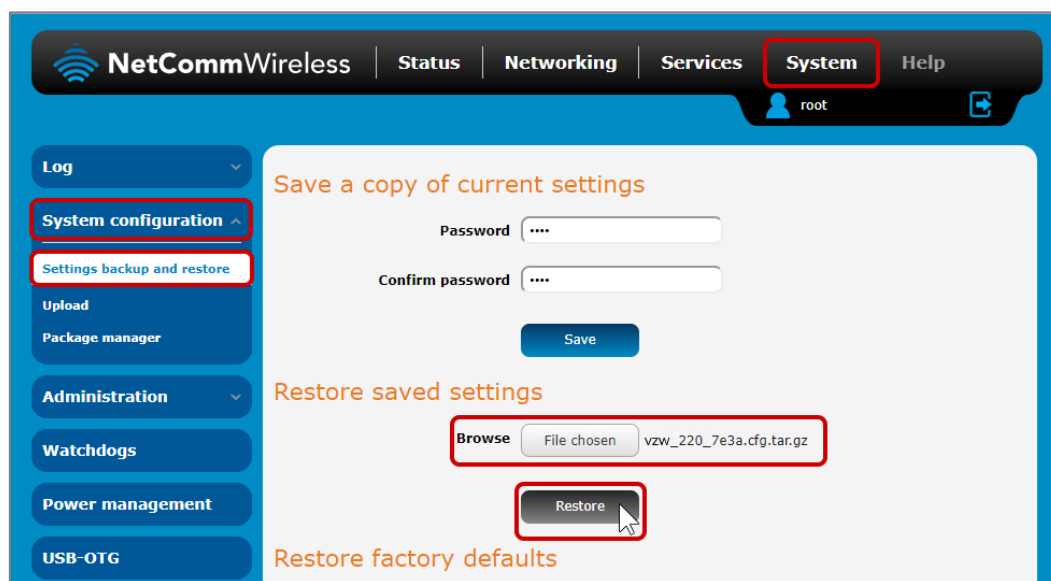 NetCommWireless Status Networking Services System Help
root
Log
System configuration
Settings backup and restore
Upload
Package manager
Administration
Watchdogs
Power management
USB-OTG
Save a copy of current settings
Password ••••
Confirm password ••••
Save
Restore saved settings
Browse File chosen vzw_220_7e3a.cfg.tar.gz
Restore
Restore factory defaults